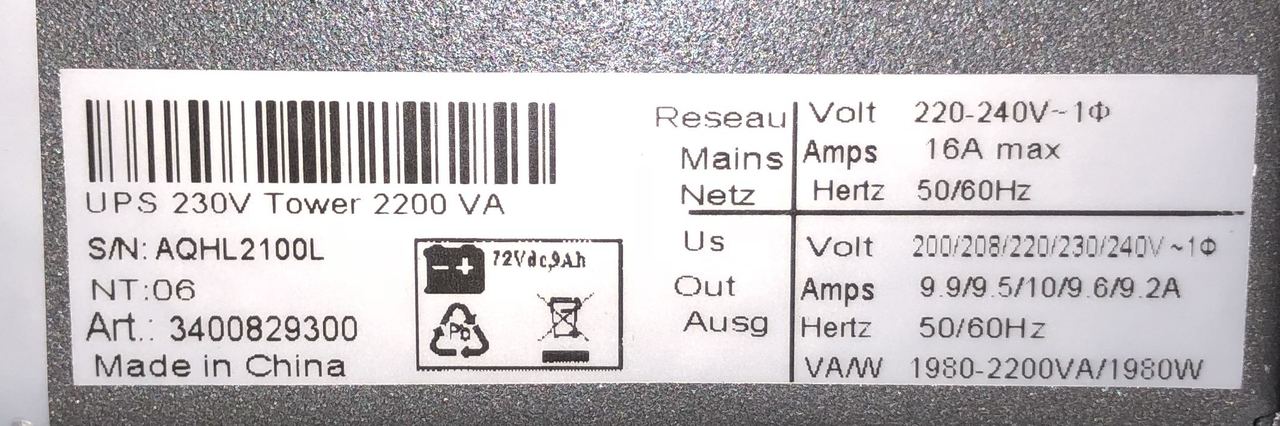 UPS 230V Tower 2200 VA
S/N: AQHL2100L
NT:06
Art.: 3400829300
Made in China
72Vdc,9Ah
Pb
Reseau Volt 220-240V~1Φ
Mains Amps 16A max
Netz Hertz 50/60Hz
Us Volt 200/208/220/230/240V~1Φ
Out Amps 9.9/9.5/10/9.6/9.2A
Ausg Hertz 50/60Hz
VA/W 1980-2200VA/1980W